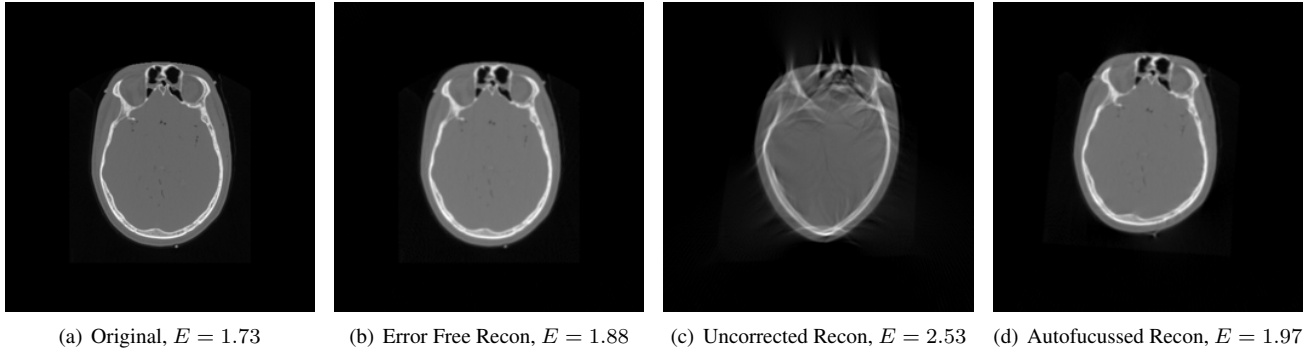 (a) Original, E = 1.73
(b) Error Free Recon, E = 1.88
(c) Uncorrected Recon, E = 2.53
(d) Autofucussed Recon, E = 1.97